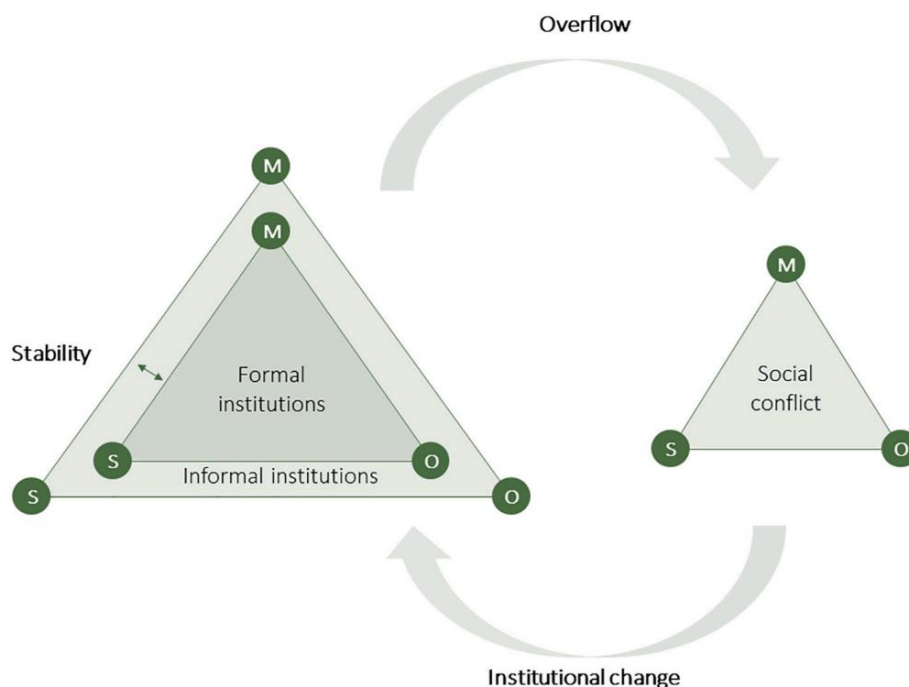 Overflow
M
M
M
Stability
Formal
institutions
Social
conflict
S
O
S
O
Informal institutions
S
O
Institutional change